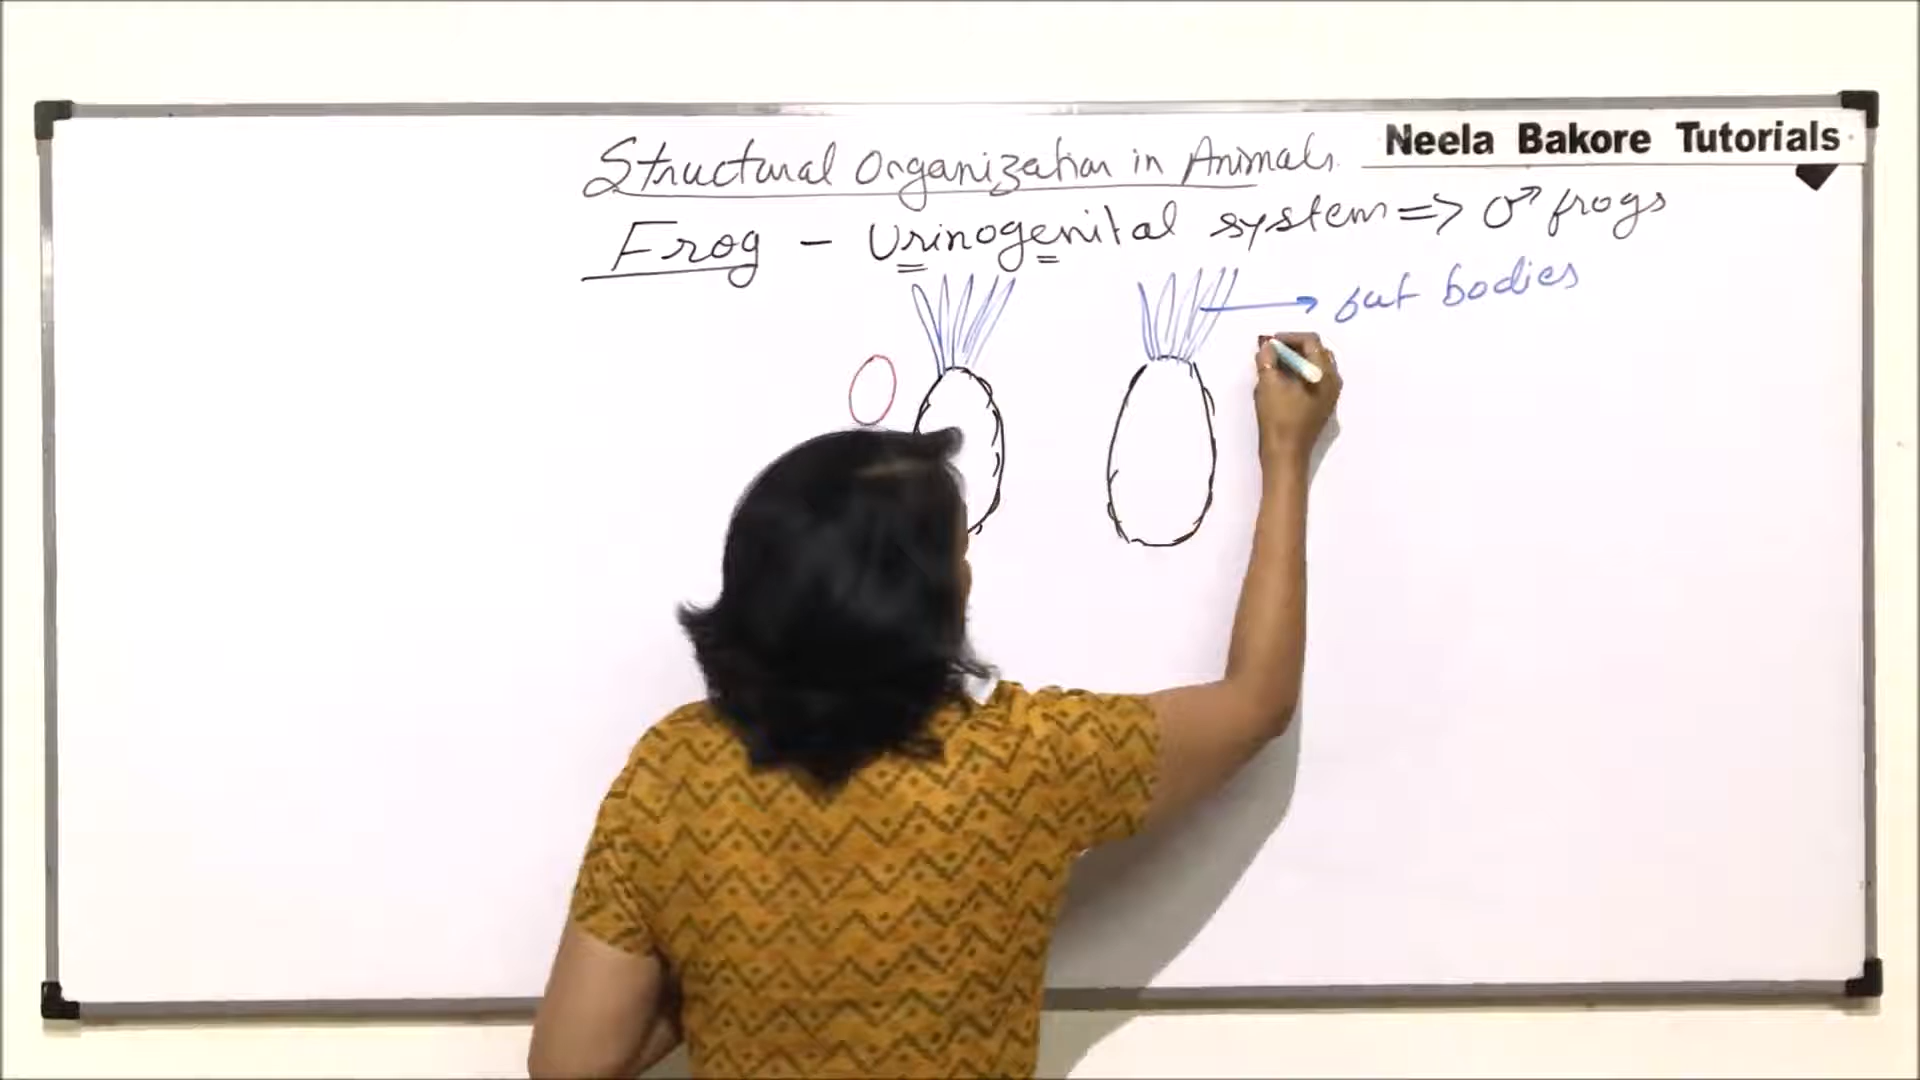 Neela Bakore Tutorials
Structural Organization in Animals
Frog - Urinogenital system => ♂ frogs
fat bodies